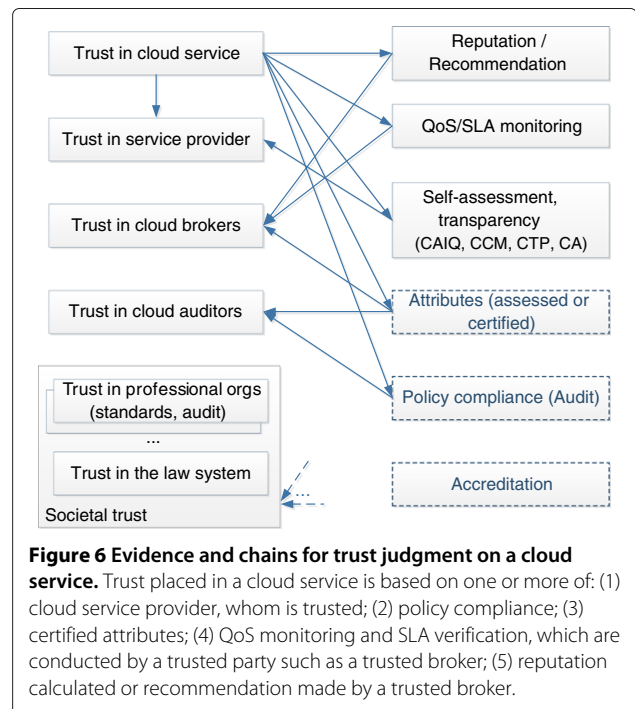 Trust in cloud service
Reputation /
Recommendation
Trust in service provider
QoS/SLA monitoring
Trust in cloud brokers
Self-assessment,
transparency
(CAIQ, CCM, CTP, CA)
Trust in cloud auditors
Attributes (assessed or
certified)
Trust in professional orgs
(standards, audit)
...
Trust in the law system
Societal trust
Policy compliance (Audit)
...
Accreditation
Figure 6 Evidence and chains for trust judgment on a cloud
service. Trust placed in a cloud service is based on one or more of: (1)
cloud service provider, whom is trusted; (2) policy compliance; (3)
certified attributes; (4) QoS monitoring and SLA verification, which are
conducted by a trusted party such as a trusted broker; (5) reputation
calculated or recommendation made by a trusted broker.